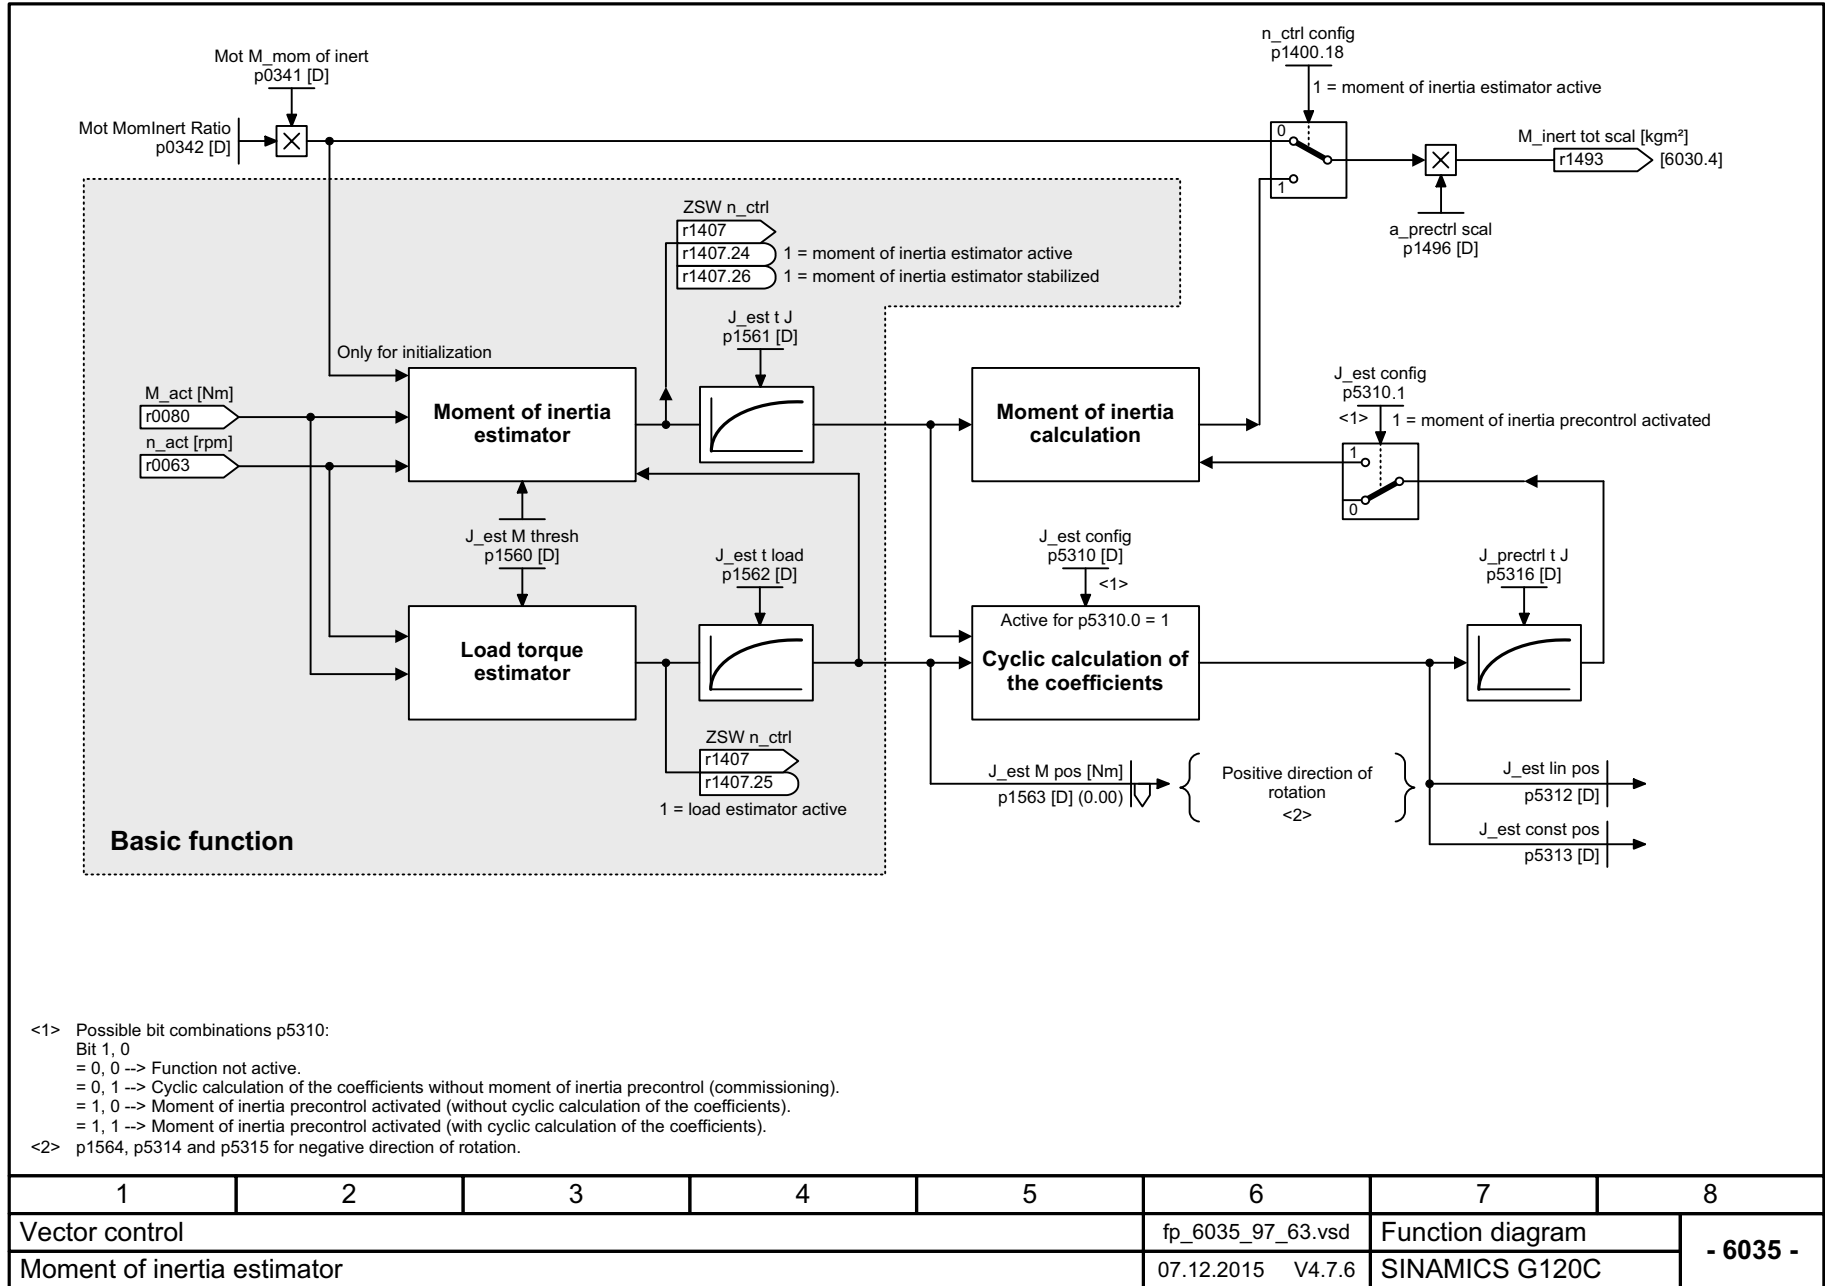 n_ctrl config
p1400.18
1 = moment of inertia estimator active
Mot M_mom of inert
p0341 [D]
Mot MomInert Ratio
p0342 [D]
0
1
M_inert tot scal [kgm²]
r1493
[6030.4]
a_prectrl scal
p1496 [D]
ZSW n_ctrl
r1407
r1407.24
1 = moment of inertia estimator active
r1407.26
1 = moment of inertia estimator stabilized
J_est t J
p1561 [D]
Only for initialization
M_act [Nm]
r0080
n_act [rpm]
r0063
Moment of inertia
estimator
Moment of inertia
calculation
J_est config
p5310.1
<1>
1 = moment of inertia precontrol activated
1
0
J_est M thresh
p1560 [D]
J_est t load
p1562 [D]
J_est config
p5310 [D]
<1>
J_prectrl t J
p5316 [D]
Load torque
estimator
Active for p5310.0 = 1
Cyclic calculation of
the coefficients
ZSW n_ctrl
r1407
r1407.25
1 = load estimator active
J_est M pos [Nm]
p1563 [D] (0.00)
Positive direction of
rotation
<2>
J_est lin pos
p5312 [D]
J_est const pos
p5313 [D]
Basic function
<1> Possible bit combinations p5310:
Bit 1, 0
= 0, 0 --> Function not active.
= 0, 1 --> Cyclic calculation of the coefficients without moment of inertia precontrol (commissioning).
= 1, 0 --> Moment of inertia precontrol activated (without cyclic calculation of the coefficients).
= 1, 1 --> Moment of inertia precontrol activated (with cyclic calculation of the coefficients).
<2> p1564, p5314 and p5315 for negative direction of rotation.
1 2 3 4 5 6 7 8
Vector control
fp_6035_97_63.vsd
Function diagram
- 6035 -
Moment of inertia estimator
07.12.2015 V4.7.6
SINAMICS G120C